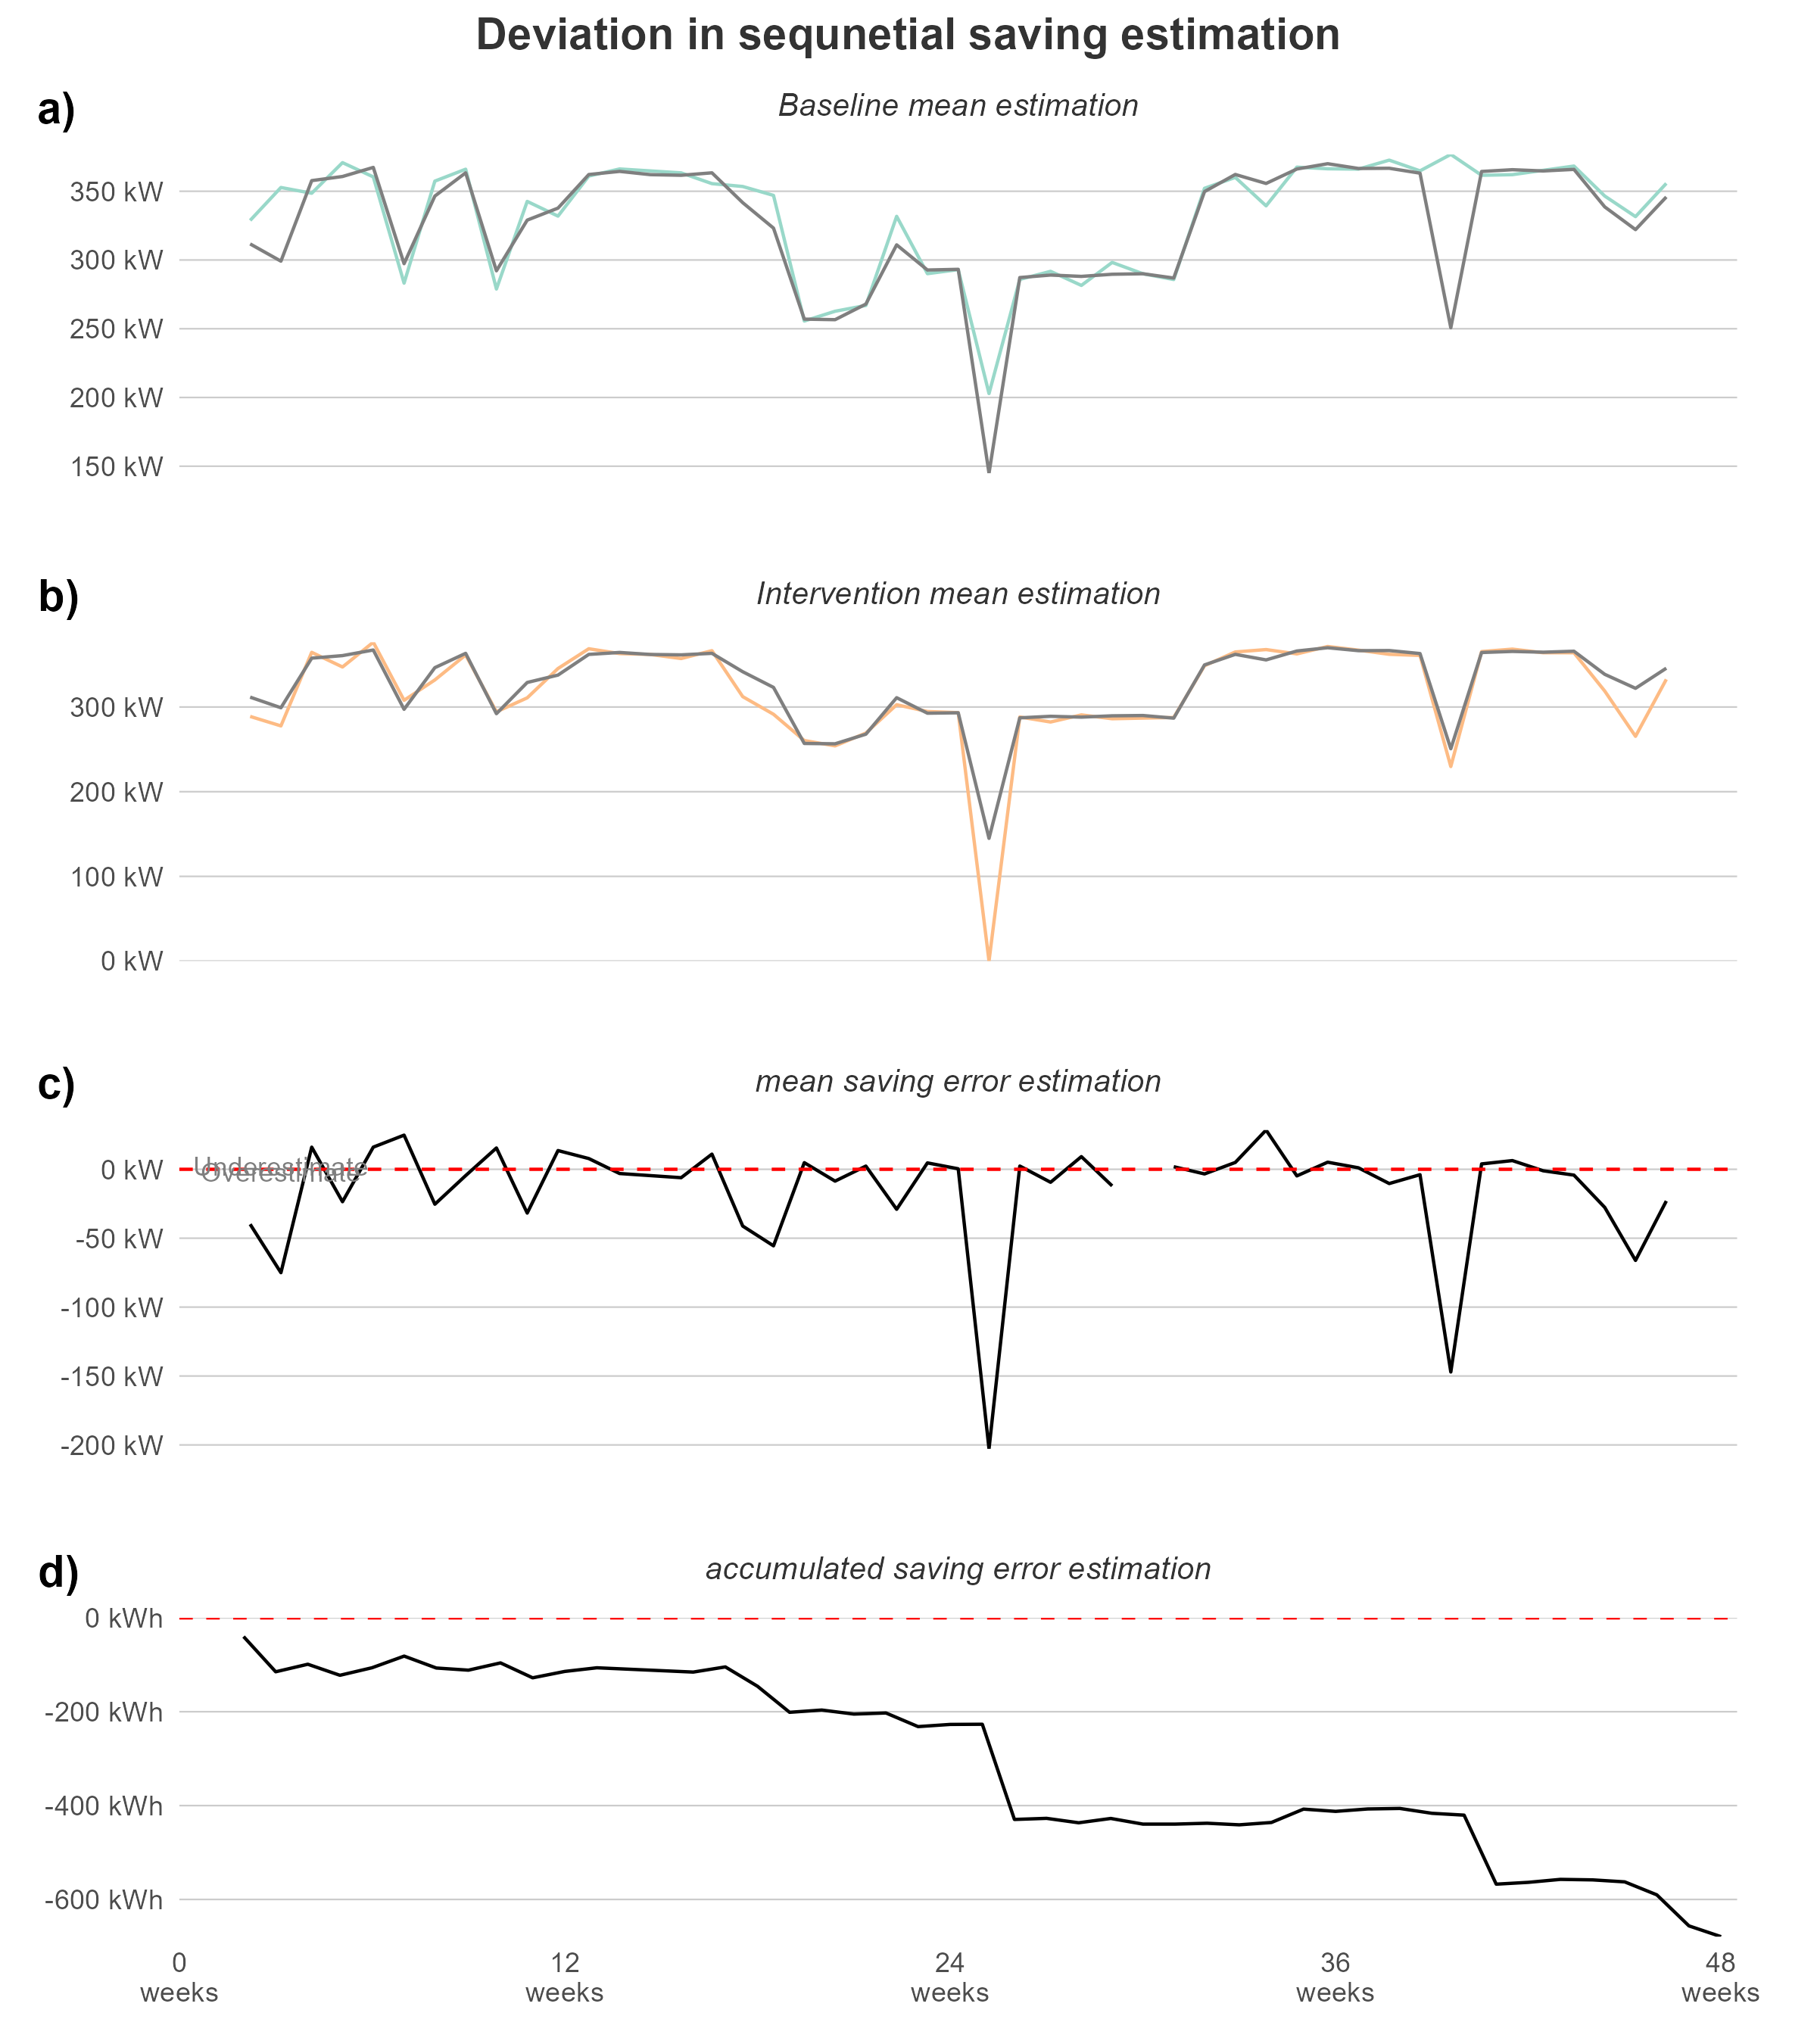 Deviation in sequnetial saving estimation
a)
Baseline mean estimation
350 kW
300 kW
250 kW
200 kW
150 kW
b)
Intervention mean estimation
300 kW
200 kW
100 kW
0 kW
c)
mean saving error estimation
Underestimate
0 kW
Overestimate
-50 kW
-100 kW
-150 kW
-200 kW
d)
accumulated saving error estimation
0 kWh
-200 kWh
-400 kWh
-600 kWh
0 12 24 36 48
weeks weeks weeks weeks weeks